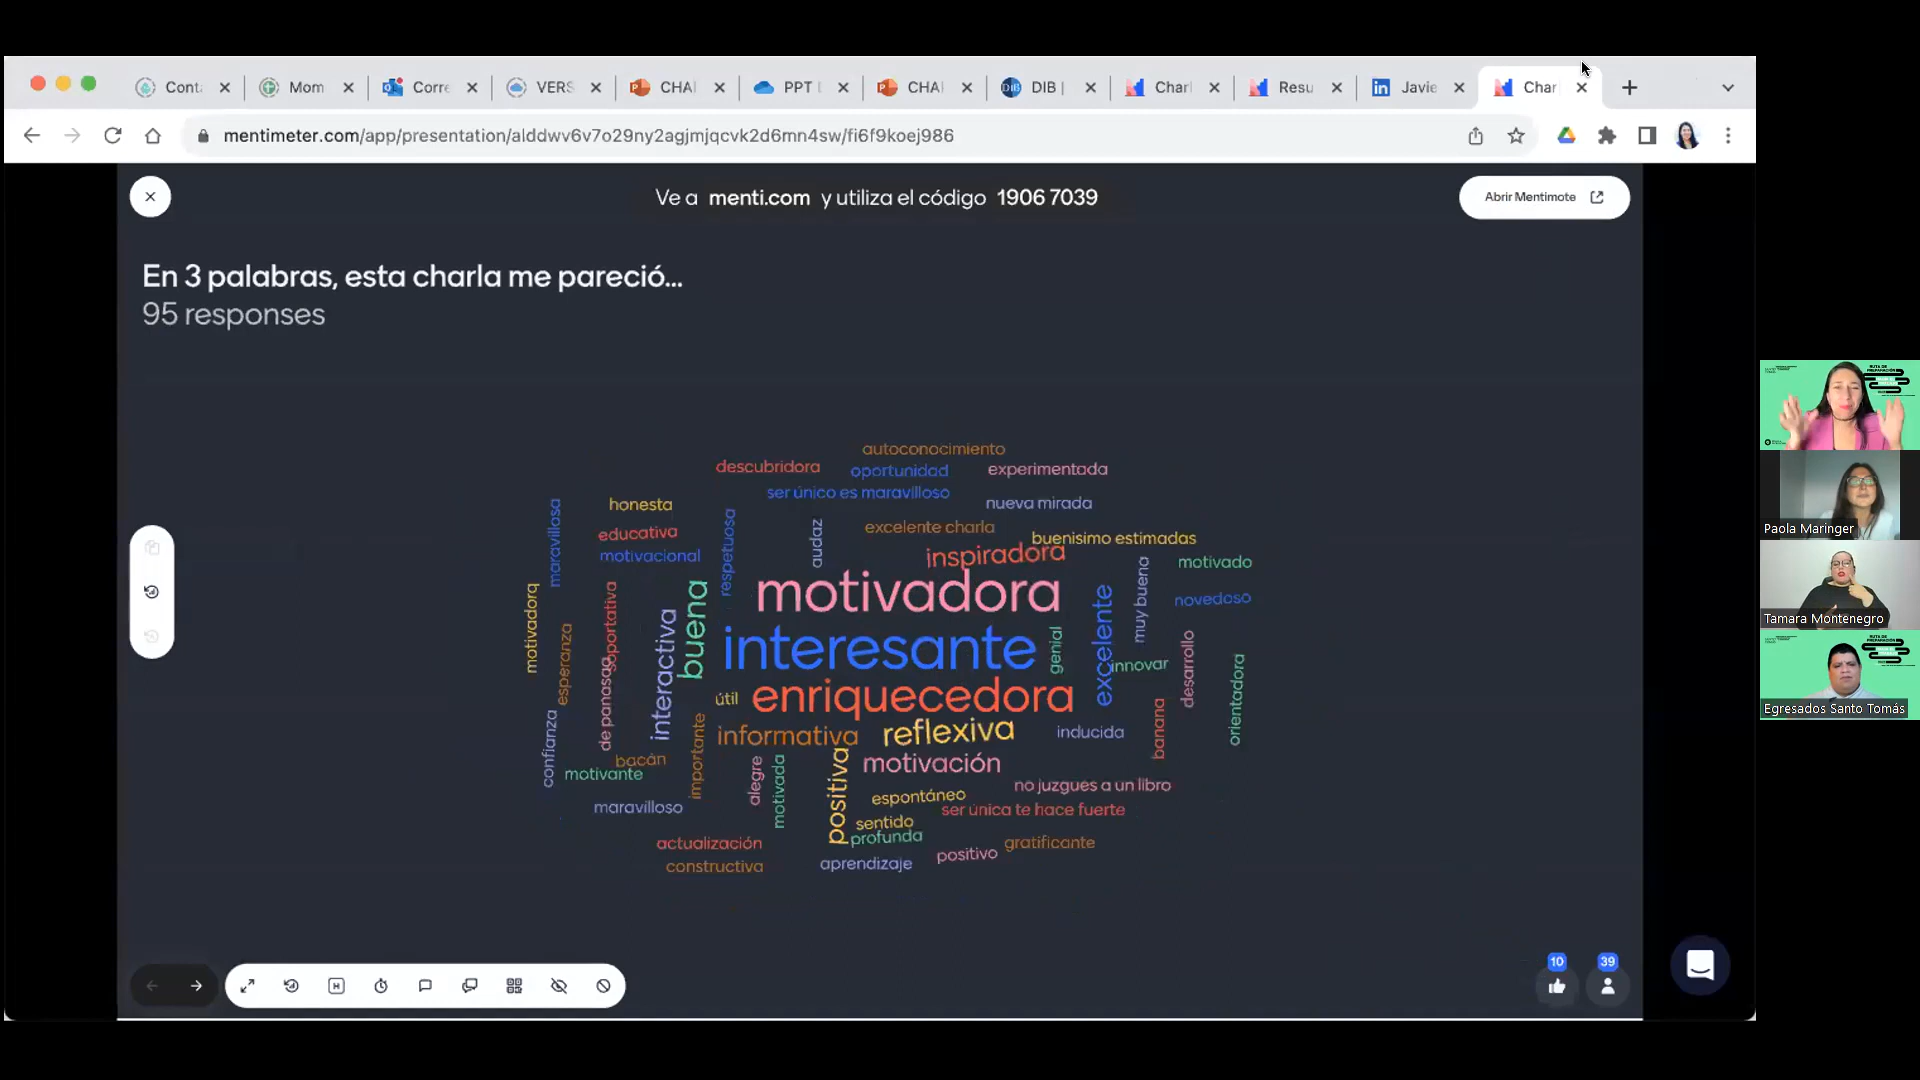 Cont
Mom
Corre
VERS
CHA
PPT
CHA
DIB |
Charl
Resu
Javie
Char
mentimeter.com/app/presentation/alddwv6v7o29ny2agjmjqcvk2d6mn4sw/fi6f9koej986
Ve a menti.com y utiliza el código 1906 7039
Abrir Mentimote
En 3 palabras, esta charla me pareció...
95 responses
autoconocimiento
descubridora
oportunidad
experimentada
ser único es maravilloso
nueva mirada
maravillosa
honesta
respetuosa
audaz
excelente charla
educativa
buenisimo estimadas
motivacional
inspiradora
motivado
muy buena
motivadora
novedoso
motivadorq
soportativa
buena
excelente
interactiva
interesante
genial
esperanza
innovar
desarrollo
orientadora
de panasaa
útil
enriquecedora
banana
confianza
importante
informativa
reflexiva
inducida
bacán
motivante
alegre
motivada
positiva
motivación
no juzgues a un libro
maravilloso
espontáneo
ser única te hace fuerte
sentido
profunda
actualización
gratificante
constructiva
aprendizaje
positivo
10
39
Paola Maringer
Tamara Montenegro
RUTA DE
PREPARACIÓN
Egresados Santo Tomás